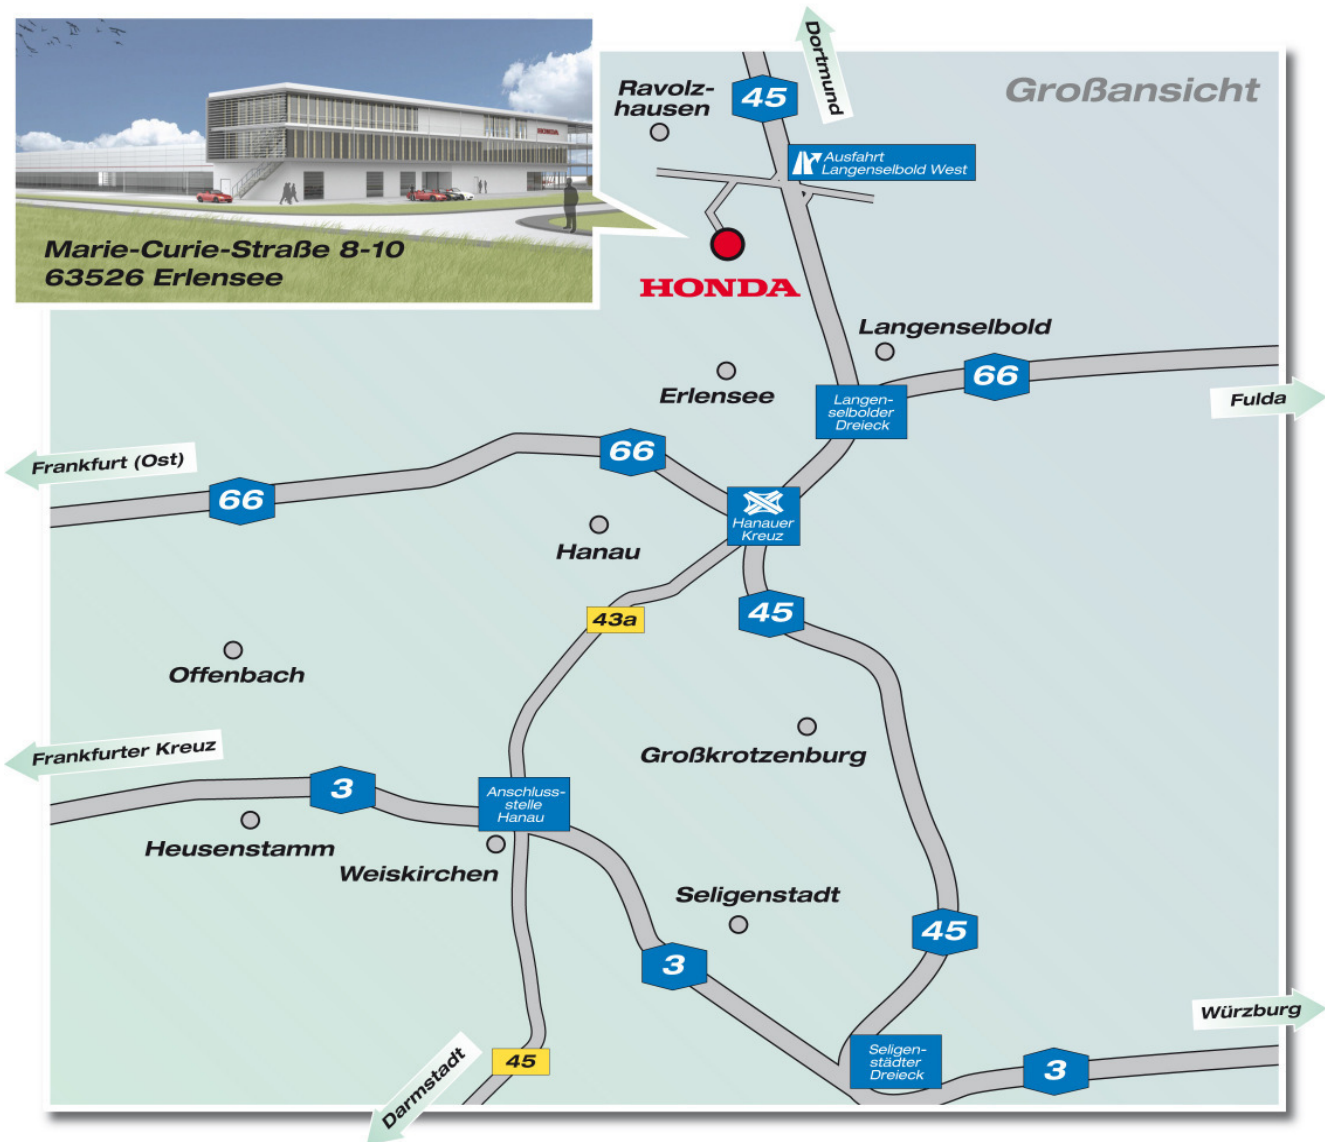 Dortmund
Großansicht
Ravolz-
hausen
45
Ausfahrt
Langenselbold West
HONDA
Marie-Curie-Straße 8-10
63526 Erlensee
HONDA
Langenselbold
66
Erlensee
Langen-
selbolder
Dreieck
Fulda
Frankfurt (Ost)
66
66
Hanauer
Kreuz
Hanau
43a
45
Offenbach
Großkrotzenburg
Frankfurter Kreuz
3
Anschluss-
stelle
Hanau
Heusenstamm
Weiskirchen
Seligenstadt
45
3
Würzburg
Seligen-
städter
Dreieck
3
45
Darmstadt